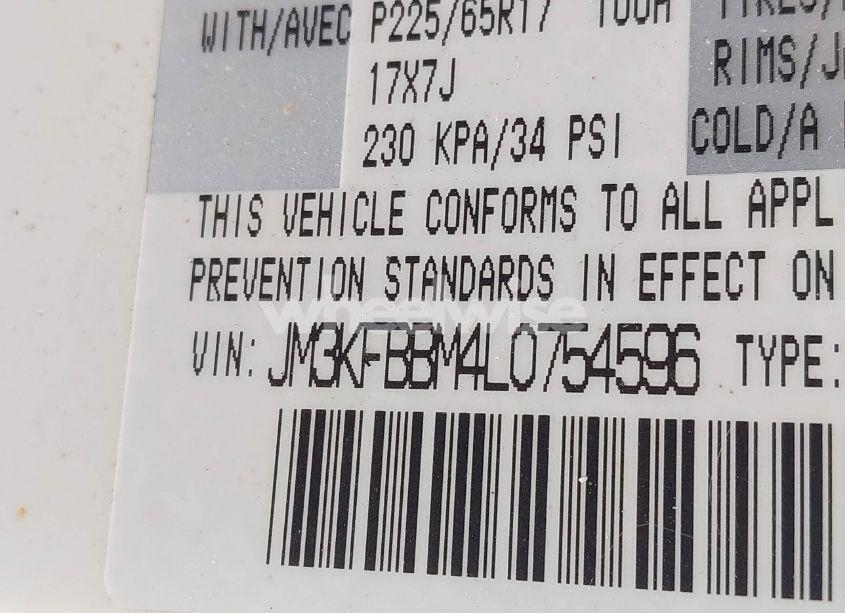 WITH/AVEC P225/65R17 100H
17X7J RIMS/J
230 KPA/34 PSI COLD/A
THIS VEHICLE CONFORMS TO ALL APPL
PREVENTION STANDARDS IN EFFECT ON
wheelwise
VIN: JM3KFBBM4L0754596 TYPE: